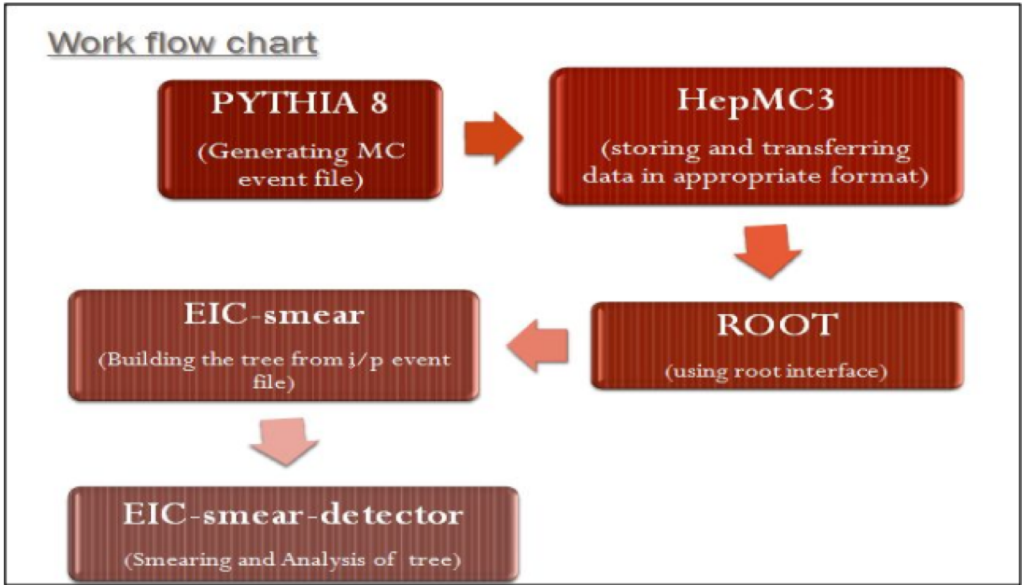 Work flow chart
PYTHIA 8
(Generating MC
event file)
HepMC3
(storing and transferring
data in appropriate format)
ROOT
(using root interface)
EIC-smear
(Building the tree from i/p event
file)
EIC-smear-detector
(Smearing and Analysis of tree)